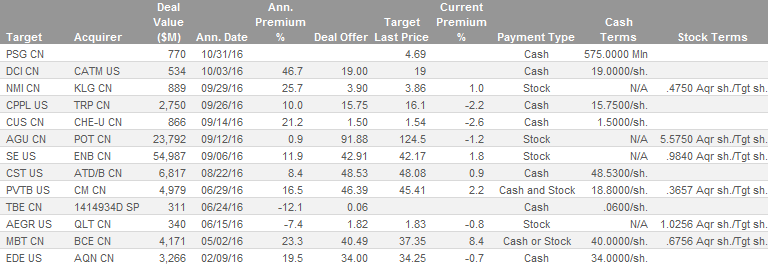 Deal Ann. Target Current
Value Premium Last Price Premium Cash
Target Acquirer ($M) Ann. Date % Deal Offer % Payment Type Terms Stock Terms
PSG CN 770 10/31/16 4.69 Cash 575.0000 Mln
DCI CN CATM US 534 10/03/16 46.7 19.00 19 Cash 19.0000/sh.
NMI CN KLG CN 889 09/29/16 25.7 3.90 3.86 1.0 Stock N/A .4750 Aqr sh./Tgt sh.
CPPL US TRP CN 2,750 09/26/16 10.0 15.75 16.1 -2.2 Cash 15.7500/sh.
CUS CN CHE-U CN 866 09/14/16 21.2 1.50 1.54 -2.6 Cash 1.5000/sh.
AGU CN POT CN 23,792 09/12/16 0.9 91.88 124.5 -1.2 Stock N/A 5.5750 Aqr sh./Tgt sh.
SE US ENB CN 54,987 09/06/16 11.9 42.91 42.17 1.8 Stock N/A .9840 Aqr sh./Tgt sh.
CST US ATD/B CN 6,817 08/22/16 8.4 48.53 48.08 0.9 Cash 48.5300/sh.
PVTB US CM CN 4,979 06/29/16 16.5 46.39 45.41 2.2 Cash and Stock 18.8000/sh. .3657 Aqr sh./Tgt sh.
TBE CN 1414934D SP 311 06/24/16 -12.1 0.06 Cash .0600/sh.
AEGR US QLT CN 340 06/15/16 -7.4 1.82 1.83 -0.8 Stock N/A 1.0256 Aqr sh./Tgt sh.
MBT CN BCE CN 4,171 05/02/16 23.3 40.49 37.35 8.4 Cash or Stock 40.0000/sh. .6756 Aqr sh./Tgt sh.
EDE US AQN CN 3,266 02/09/16 19.5 34.00 34.25 -0.7 Cash 34.0000/sh.